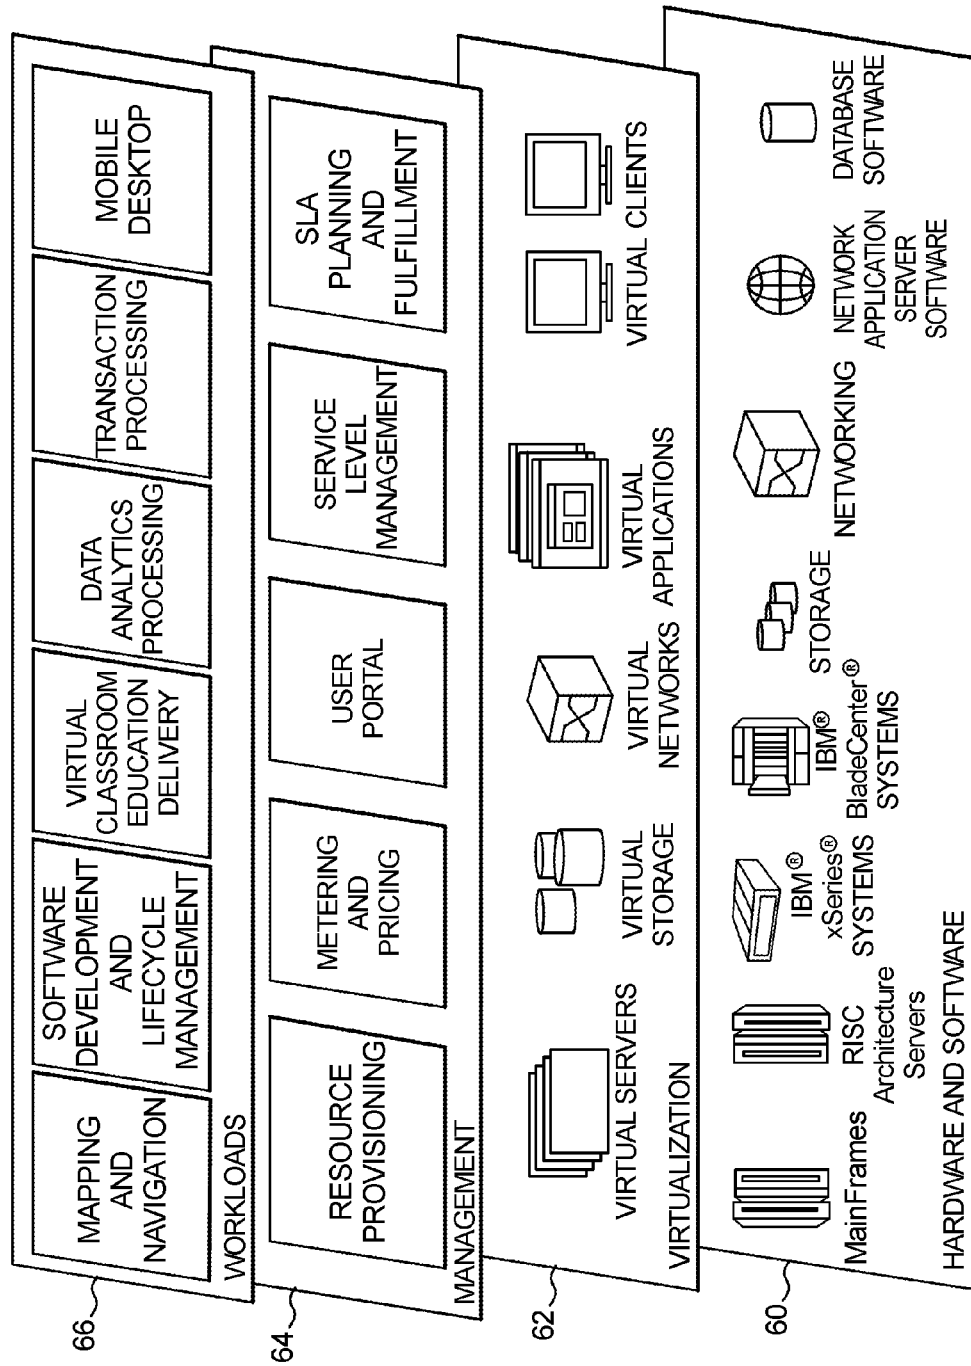 66
MAPPING
AND
NAVIGATION
SOFTWARE
DEVELOPMENT
AND
LIFECYCLE
MANAGEMENT
VIRTUAL
CLASSROOM
EDUCATION
DELIVERY
DATA
ANALYTICS
PROCESSING
TRANSACTION
PROCESSING
MOBILE
DESKTOP
WORKLOADS
64
RESOURCE
PROVISIONING
METERING
AND
PRICING
USER
PORTAL
SERVICE
LEVEL
MANAGEMENT
SLA
PLANNING
AND
FULFILLMENT
MANAGEMENT
62
VIRTUAL SERVERS
VIRTUAL
STORAGE
VIRTUAL
NETWORKS
VIRTUAL
APPLICATIONS
VIRTUAL CLIENTS
VIRTUALIZATION
60
MainFrames
RISC
Architecture
Servers
IBM®
xSeries®
SYSTEMS
IBM®
BladeCenter®
SYSTEMS
STORAGE
NETWORKING
NETWORK
APPLICATION
SERVER
SOFTWARE
DATABASE
SOFTWARE
HARDWARE AND SOFTWARE